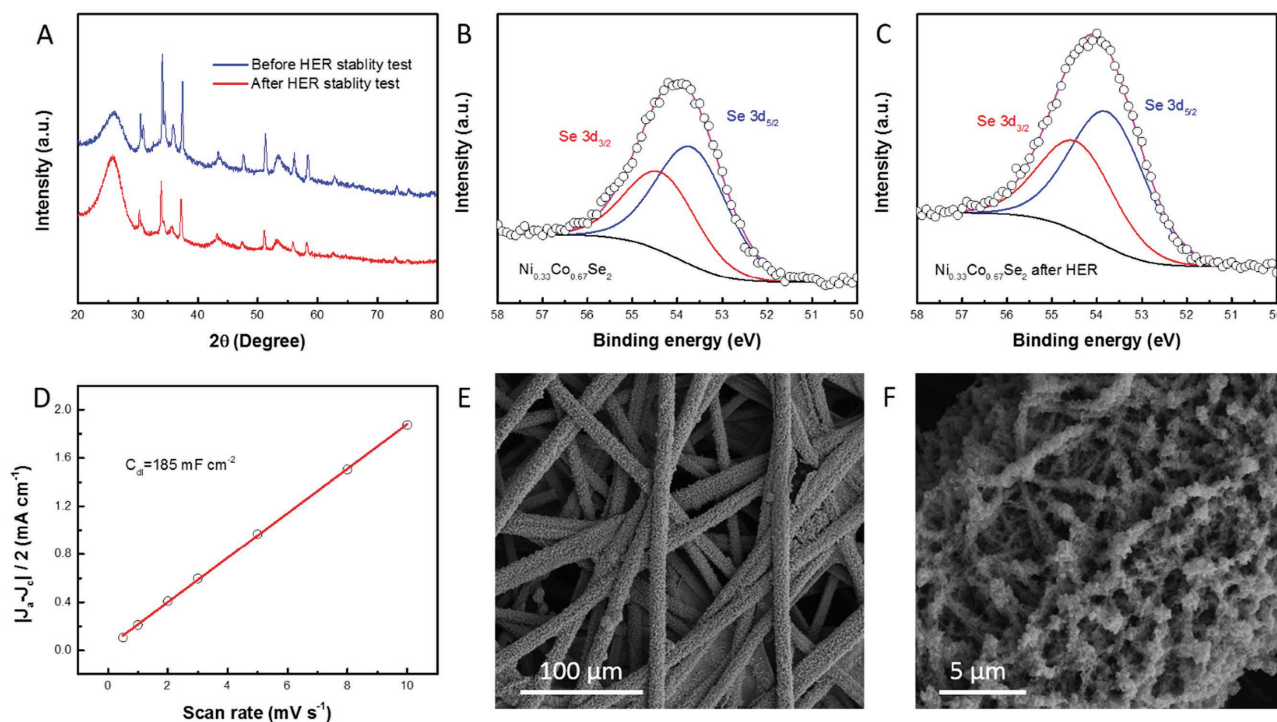 A
Before HER stablity test
After HER stablity test
Intensity (a.u.)
20 30 40 50 60 70 80
2θ (Degree)
B
Se 3d3/2
Se 3d5/2
Ni0.33Co0.67Se2
Intensity (a.u.)
58 57 56 55 54 53 52 51 50
Binding energy (eV)
C
Se 3d3/2
Se 3d5/2
Ni0.33Co0.67Se2 after HER
Intensity (a.u.)
58 57 56 55 54 53 52 51 50
Binding energy (eV)
D
Cdl=185 mF cm-2
|Ja-Jc| / 2 (mA cm-1)
2.0
1.6
1.2
0.8
0.4
0.0
0 2 4 6 8 10
Scan rate (mV s-1)
E
100 μm
F
5 μm